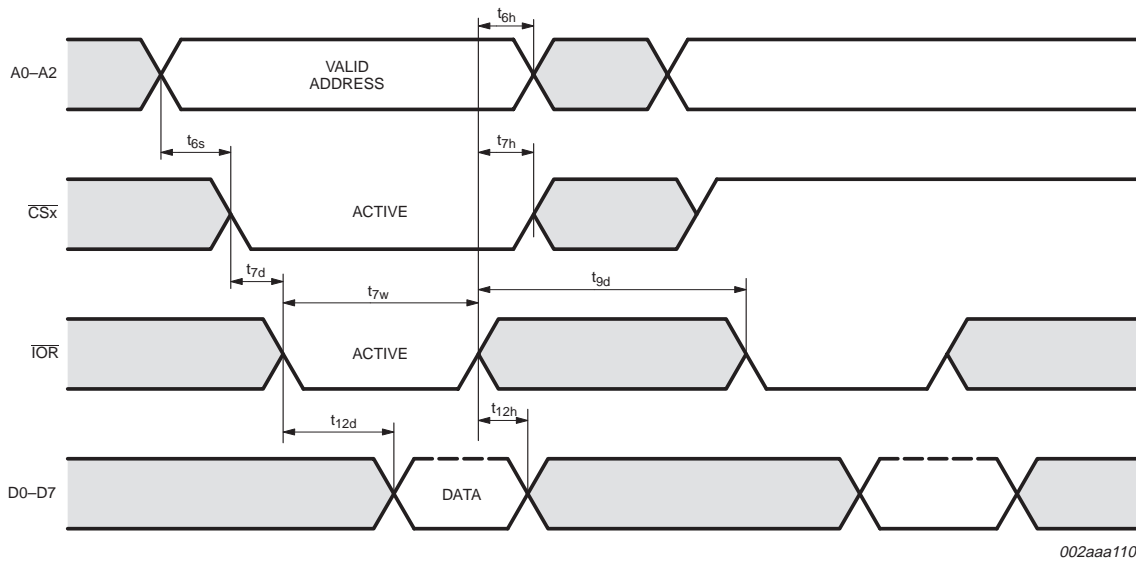 t6h
A0–A2
VALID
ADDRESS
t6s
t7h
CSx
ACTIVE
t7d
t7w
t9d
IOR
ACTIVE
t12d
t12h
D0–D7
DATA
002aaa110